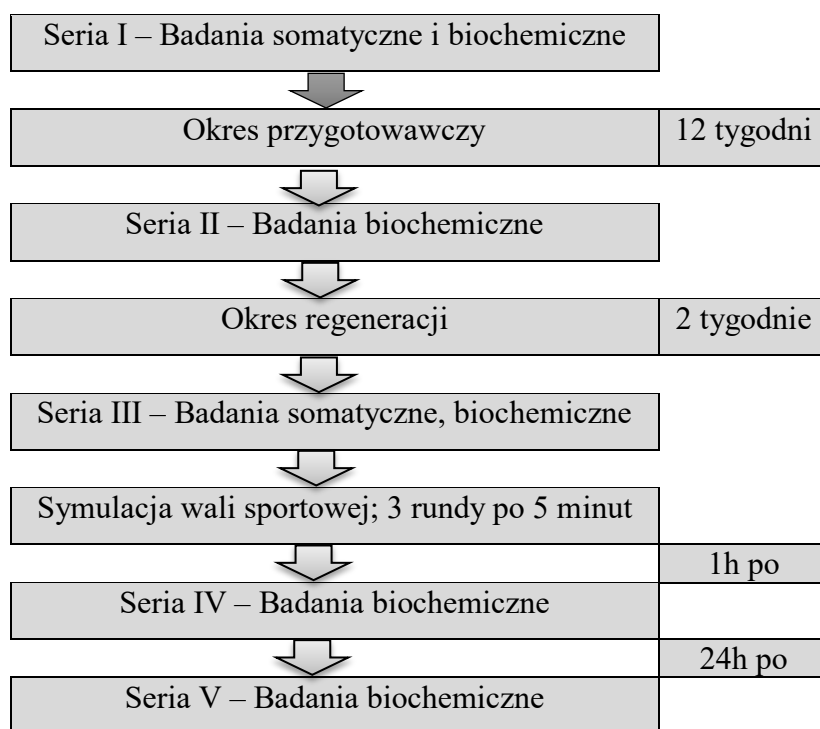 Seria I – Badania somatyczne i biochemiczne
Okres przygotowawczy
12 tygodni
Seria II – Badania biochemiczne
Okres regeneracji
2 tygodnie
Seria III – Badania somatyczne, biochemiczne
Symulacja wali sportowej; 3 rundy po 5 minut
1h po
Seria IV – Badania biochemiczne
24h po
Seria V – Badania biochemiczne